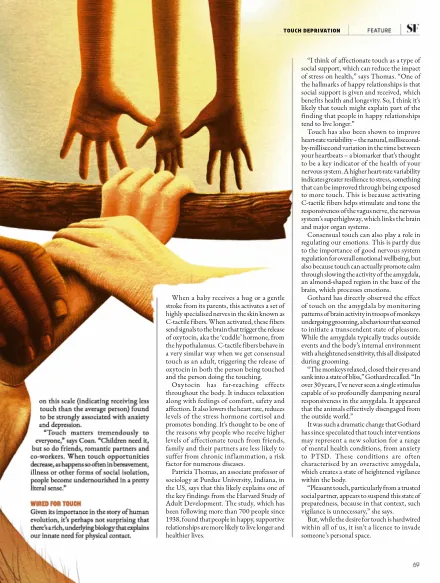 TOUCH DEPRIVATION FEATURE SF
on this scale (indicating receiving less
touch than the average person) found
to be strongly associated with anxiety
and depression.
"Touch matters tremendously to
everyone," says Coan. "Children need it,
but so do friends, romantic partners and
co-workers. When touch opportunities
decrease, as happens so often in bereavement,
illness or other forms of social isolation,
people become undernourished in a pretty
literal sense."
WIRED FOR TOUCH
Given its importance in the story of human
evolution, it's perhaps not surprising that
there's a rich, underlying biology that explains
our innate need for physical contact.
When a baby receives a hug or a gentle
stroke from its parents, this activates a set of
highly specialised nerves in the skin known as
C-tactile fibers. When activated, these fibers
send signals to the brain that trigger the release
of oxytocin, aka the 'cuddle' hormone, from
the hypothalamus. C-tactile fibers behave in
a very similar way when we get consensual
touch as an adult, triggering the release of
oxytocin in both the person being touched
and the person doing the touching.
Oxytocin has far-reaching effects
throughout the body. It induces relaxation
along with feelings of comfort, safety and
affection. It also lowers the heart rate, reduces
levels of the stress hormone cortisol and
promotes bonding. It's thought to be one of
the reasons why people who receive higher
levels of affectionate touch from friends,
family and their partners are less likely to
suffer from chronic inflammation, a risk
factor for numerous diseases.
Patricia Thomas, an associate professor of
sociology at Purdue University, Indiana, in
the US, says that this likely explains one of
the key findings from the Harvard Study of
Adult Development. The study, which has
been following more than 700 people since
1938, found that people in happy, supportive
relationships are more likely to live longer and
healthier lives.
"I think of affectionate touch as a type of
social support, which can reduce the impact
of stress on health," says Thomas. "One of
the hallmarks of happy relationships is that
social support is given and received, which
benefits health and longevity. So, I think it's
likely that touch might explain part of the
finding that people in happy relationships
tend to live longer."
Touch has also been shown to improve
heart-rate variability – the natural, millisecond-
by-millisecond variation in the time between
your heartbeats – a biomarker that's thought
to be a key indicator of the health of your
nervous system. A higher heart-rate variability
indicates greater resilience to stress, something
that can be improved through being exposed
to more touch. This is because activating
C-tactile fibers helps stimulate and tone the
responsiveness of the vagus nerve, the nervous
system's superhighway, which links the brain
and major organ systems.
Consensual touch can also play a role in
regulating our emotions. This is partly due
to the importance of good nervous system
regulation for overall emotional wellbeing, but
also because touch can actually promote calm
through slowing the activity of the amygdala,
an almond-shaped region in the base of the
brain, which processes emotions.
Gothard has directly observed the effect
of touch on the amygdala by monitoring
patterns of brain activity in troops of monkeys
undergoing grooming, a behaviour that seemed
to initiate a transcendent state of pleasure.
While the amygdala typically tracks outside
events and the body's internal environment
with a heightened sensitivity, this all dissipated
during grooming.
"The monkeys relaxed, closed their eyes and
sank into a state of bliss," Gothard recalled. "In
over 30 years, I've never seen a single stimulus
capable of so profoundly dampening neural
responsiveness in the amygdala. It appeared
that the animals effectively disengaged from
the outside world."
It was such a dramatic change that Gothard
has since speculated that touch interventions
may represent a new solution for a range
of mental health conditions, from anxiety
to PTSD. These conditions are often
characterised by an overactive amygdala,
which creates a state of heightened vigilance
within the body.
"Pleasant touch, particularly from a trusted
social partner, appears to suspend this state of
preparedness, because in that context, such
vigilance is unnecessary," she says.
But, while the desire for touch is hardwired
within all of us, it isn't a licence to invade
someone's personal space.
69